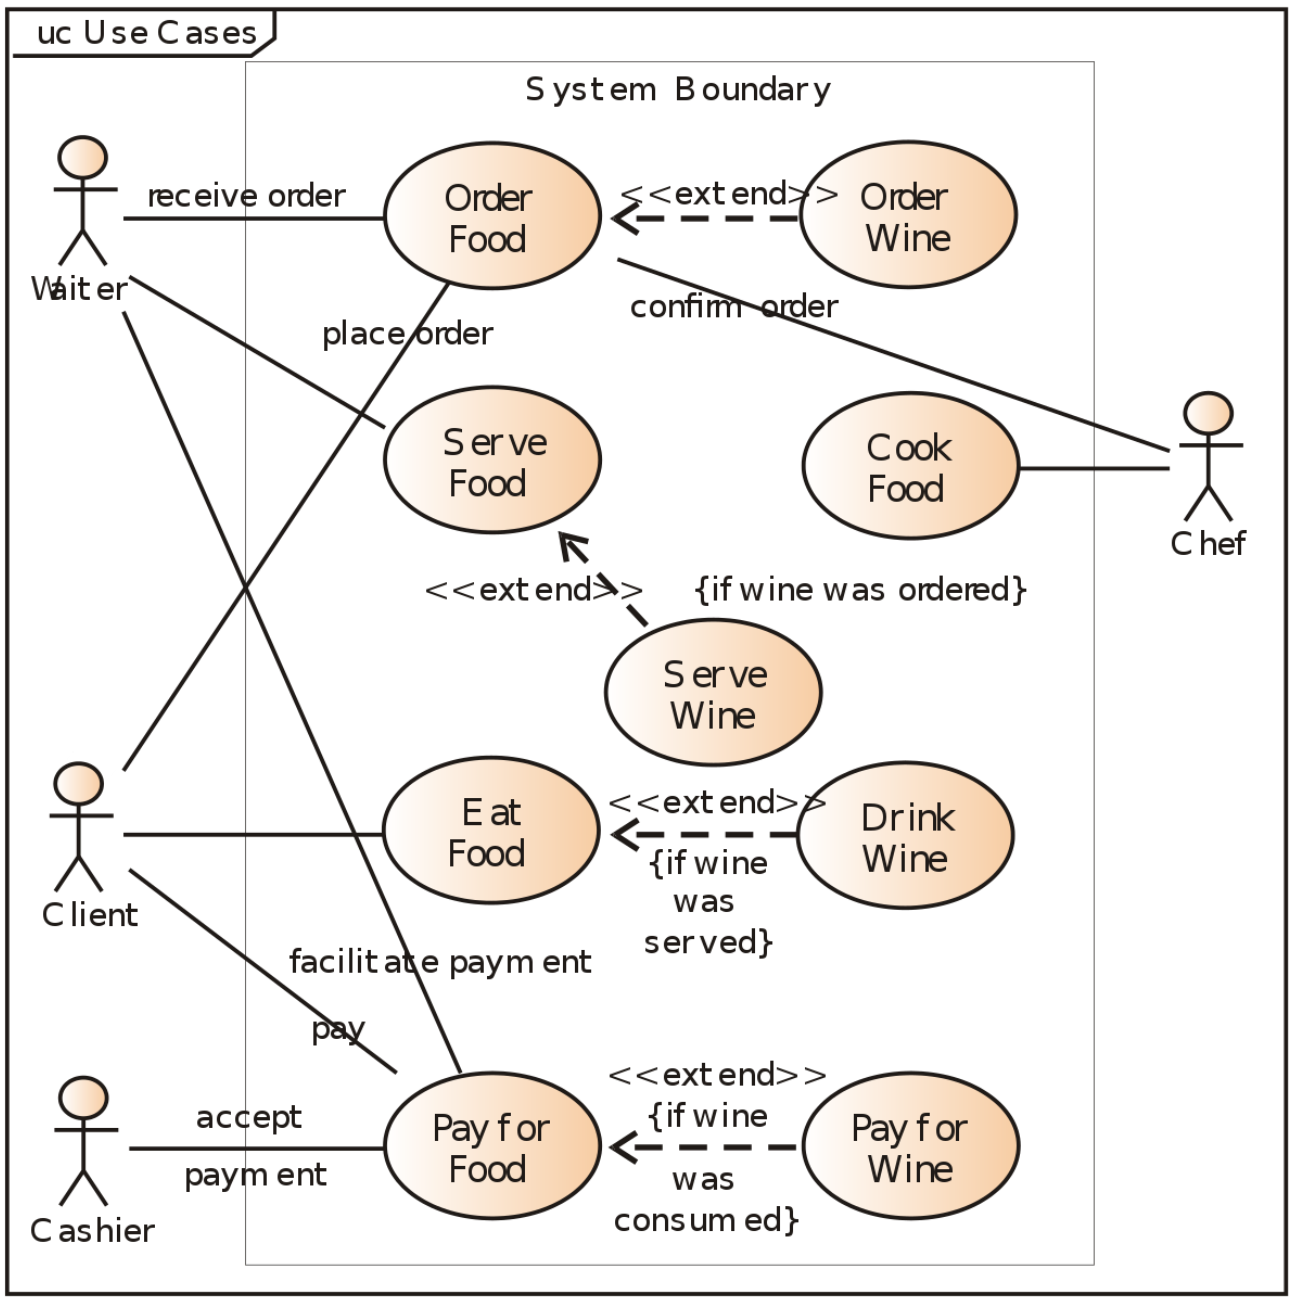 uc Use Cases
System Boundary
receive order
Order
Food
<<extend>>
Order
Wine
Waiter
confirm order
place order
Serve
Food
Cook
Food
Chef
<<extend>>
{if wine was ordered}
Serve
Wine
Client
Eat
Food
<<extend>>
{if wine
was
served}
Drink
Wine
facilitate payment
pay
accept
payment
Cashier
Pay for
Food
<<extend>>
{if wine
was
consumed}
Pay for
Wine